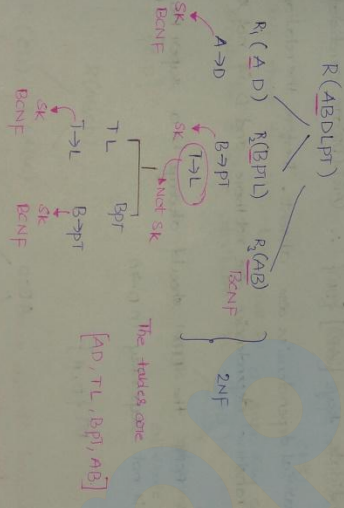 R(ABDLPT)
R1(AD) R2(BPTL) R3(AB)
BCNF
2NF
A→D
SK
BCNF
B→PT
SK
T→L
Not SK
TL BPT
T→L B→PT
SK SK
BCNF BCNF
The tables are
[AD, TL, BPT, AB]